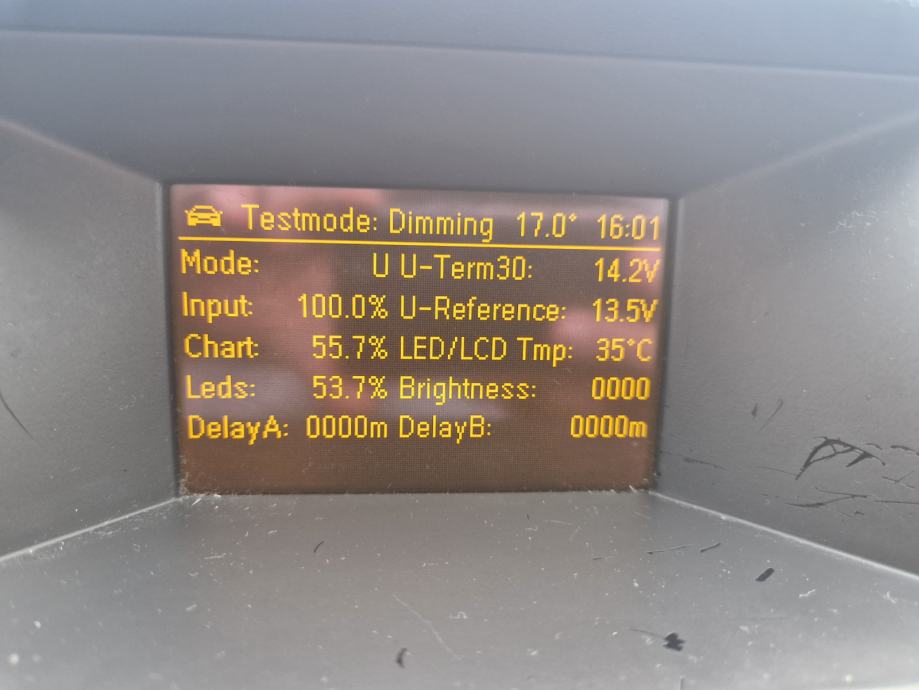 Testmode: Dimming 17.0° 16:01
Mode: U U-Term30: 14.2V
Input: 100.0% U-Reference: 13.5V
Chart: 55.7% LED/LCD Tmp: 35°C
Leds: 53.7% Brightness: 0000
DelayA: 0000m DelayB: 0000m